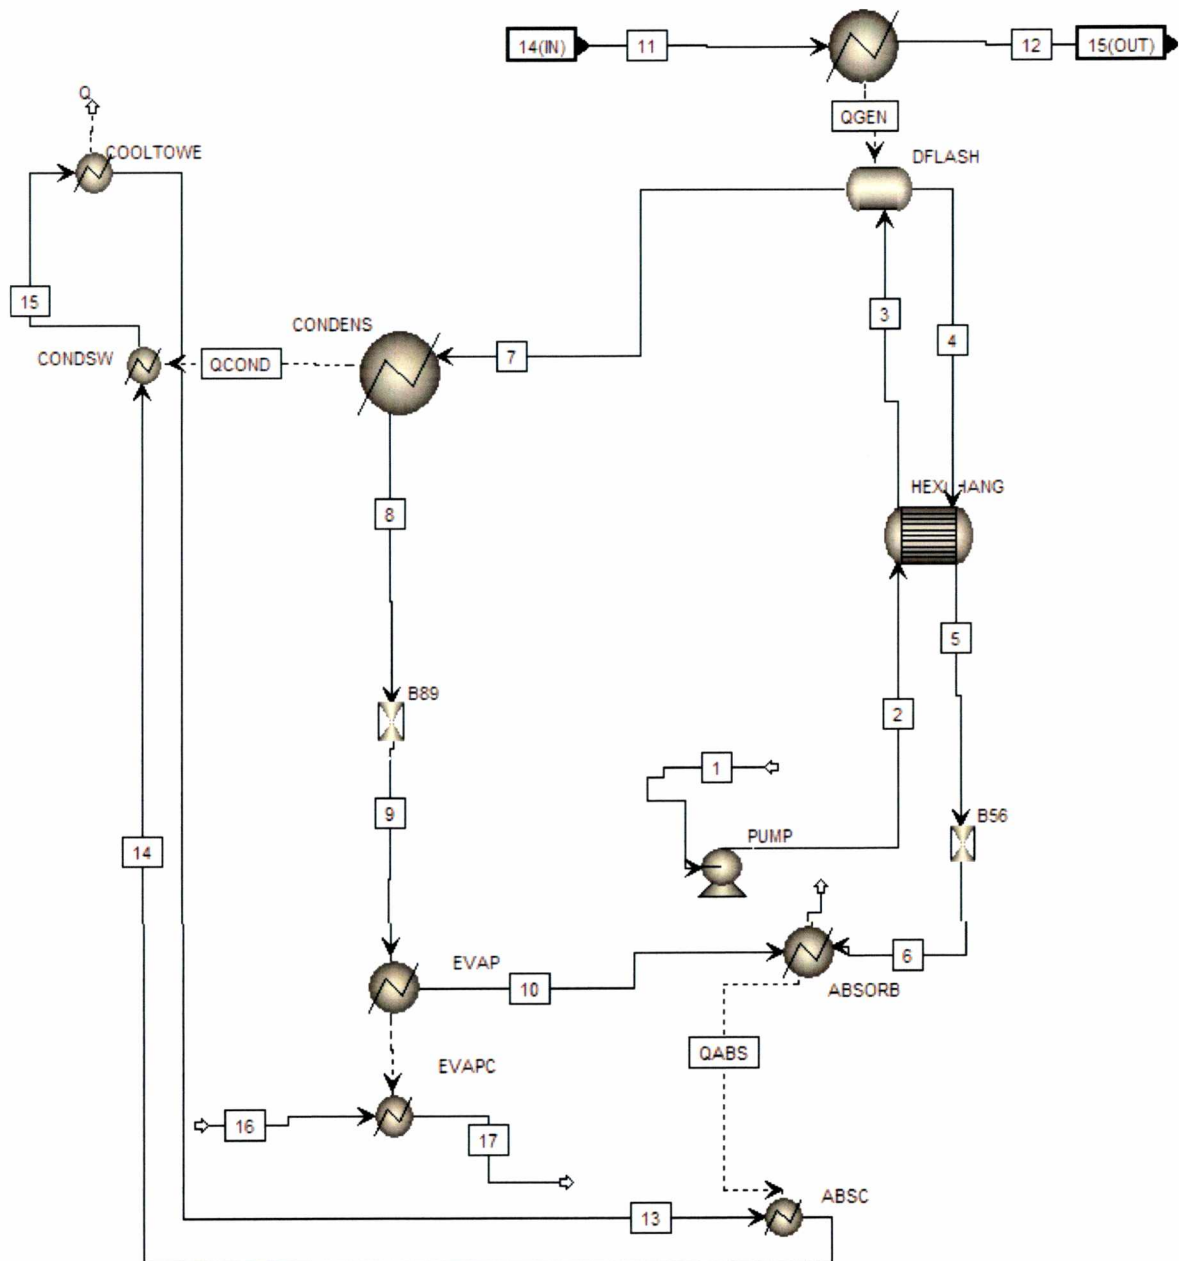 14(IN)
11
12
15(OUT)
Q
QGEN
COOLTOWE
DFLASH
15
3
4
CONDENS
CONDSW
QCOND
7
8
HEXCHANG
5
B89
2
1
9
B56
PUMP
14
EVAP
10
6
ABSORB
QABS
EVAPC
16
17
ABSC
13